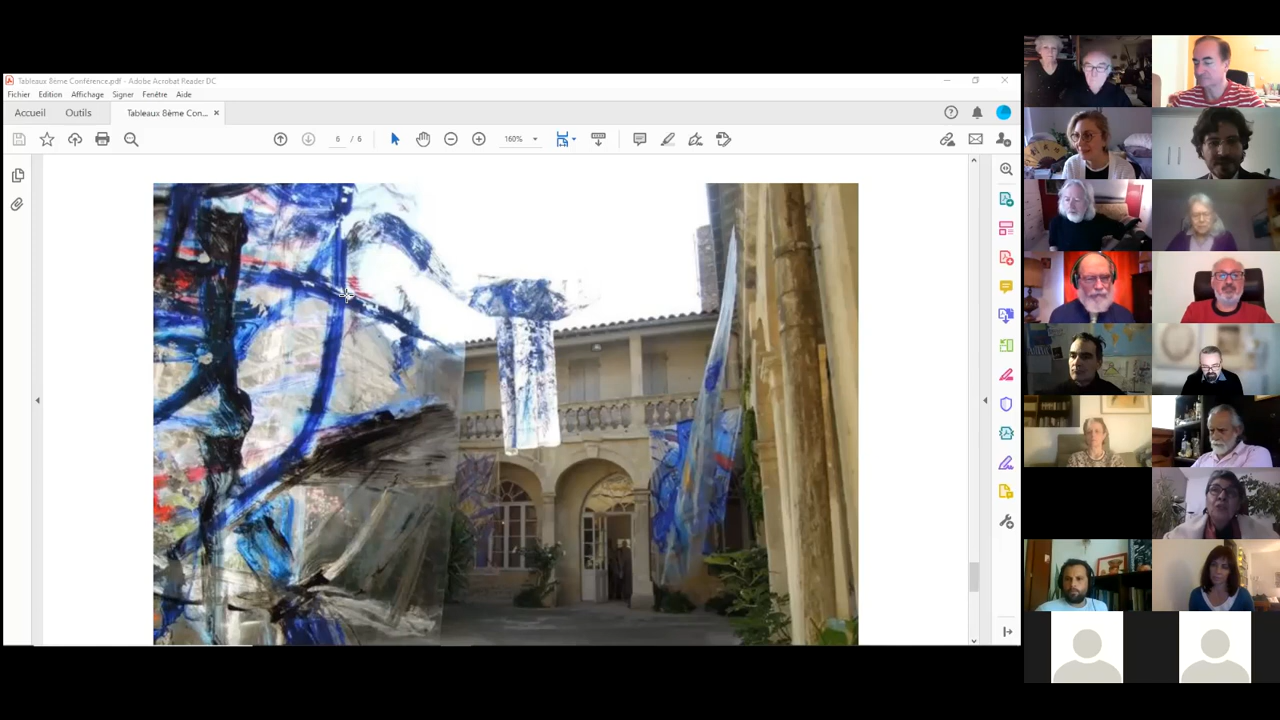 Tableaux 8ème Conférence.pdf - Adobe Acrobat Reader DC
Fichier Edition Affichage Signer Fenêtre Aide
Accueil Outils Tableaux 8ème Con... ×
6 / 6 160%